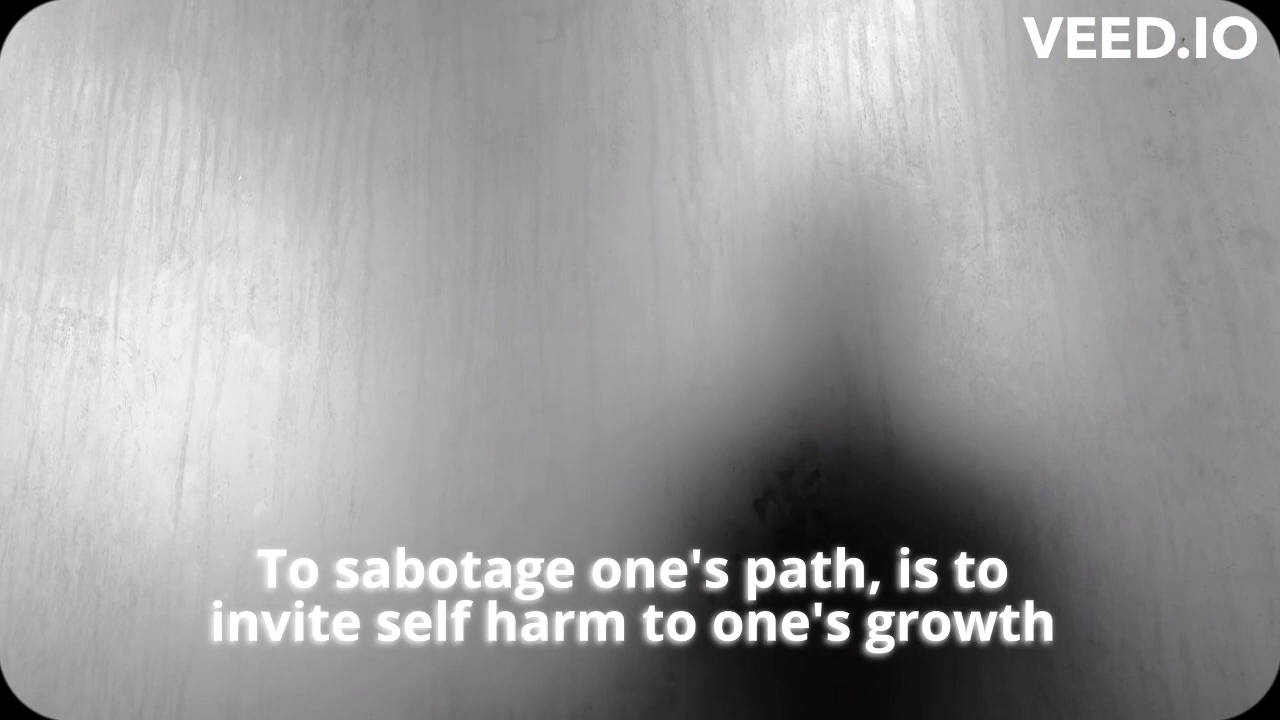 VEED.IO
To sabotage one's path, is to
invite self harm to one's growth